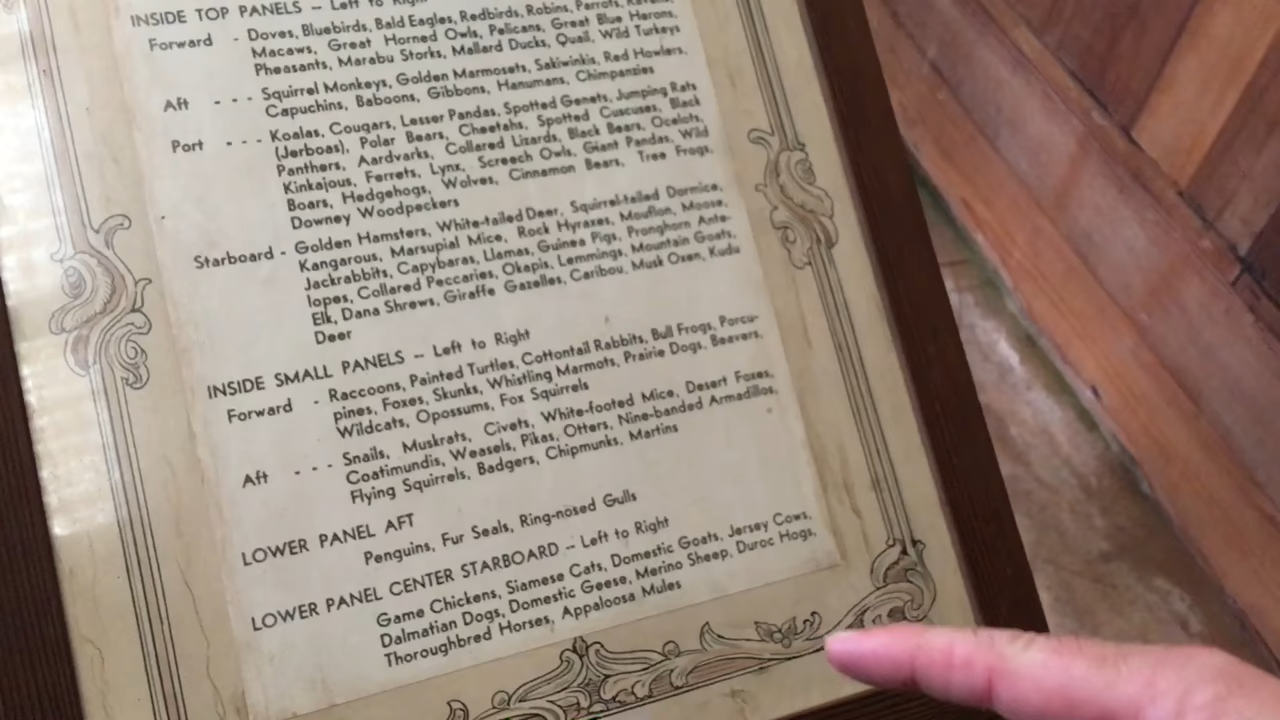 INSIDE TOP PANELS – Left to Right
Forward - Doves, Bluebirds, Bald Eagles, Redbirds, Robins, Parrots, Ravens,
Macaws, Great Horned Owls, Pelicans, Great Blue Herons,
Pheasants, Marabu Storks, Mallard Ducks, Quail, Wild Turkeys
Aft - - - Squirrel Monkeys, Golden Marmosets, Sakiwinkis, Red Howlers,
Capuchins, Baboons, Gibbons, Hanumans, Chimpanzies
Port - - - Koalas, Cougars, Lesser Pandas, Spotted Genets, Jumping Rats
(Jerboas), Polar Bears, Cheetahs, Spotted Cuscuses, Black
Panthers, Aardvarks, Collared Lizards, Black Bears, Ocelots,
Kinkajous, Ferrets, Lynx, Screech Owls, Giant Pandas, Wild
Boars, Hedgehogs, Wolves, Cinnamon Bears, Tree Frogs,
Downey Woodpeckers
Starboard - Golden Hamsters, White-tailed Deer, Squirrel-tailed Dormice,
Kangarous, Marsupial Mice, Rock Hyraxes, Mouflon, Moose,
Jackrabbits, Capybaras, Llamas, Guinea Pigs, Pronghorn Ante-
lopes, Collared Peccaries, Okapis, Lemmings, Mountain Goats,
Elk, Dana Shrews, Giraffe Gazelles, Caribou, Musk Oxen, Kudu
Deer
INSIDE SMALL PANELS – Left to Right
Forward - Raccoons, Painted Turtles, Cottontail Rabbits, Bull Frogs, Porcu-
pines, Foxes, Skunks, Whistling Marmots, Prairie Dogs, Beavers,
Wildcats, Opossums, Fox Squirrels
Aft - - - Snails, Muskrats, Civets, White-footed Mice, Desert Foxes,
Coatimundis, Weasels, Pikas, Otters, Nine-banded Armadillos,
Flying Squirrels, Badgers, Chipmunks, Martins
LOWER PANEL AFT
Penguins, Fur Seals, Ring-nosed Gulls
LOWER PANEL CENTER STARBOARD – Left to Right
Game Chickens, Siamese Cats, Domestic Goats, Jersey Cows,
Dalmatian Dogs, Domestic Geese, Merino Sheep, Duroc Hogs,
Thoroughbred Horses, Appaloosa Mules